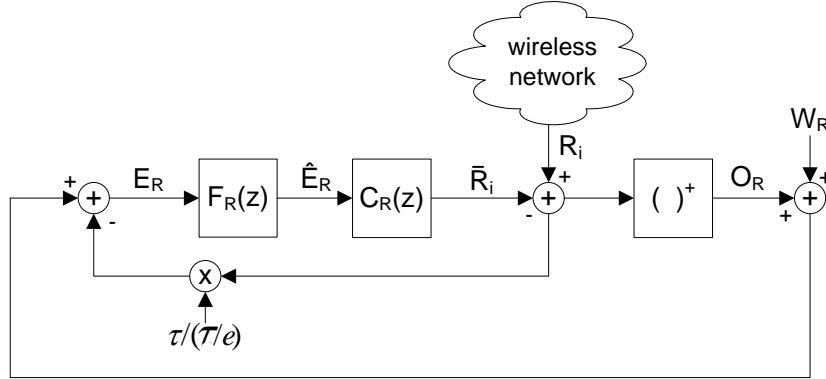 wireless
network
W_R
R_i
+
E_R
F_R(z)
Ê_R
C_R(z)
R̄_i
+
-
+
( )⁺
O_R
+
+
+
+
-
x
τ/(𝒯/e)